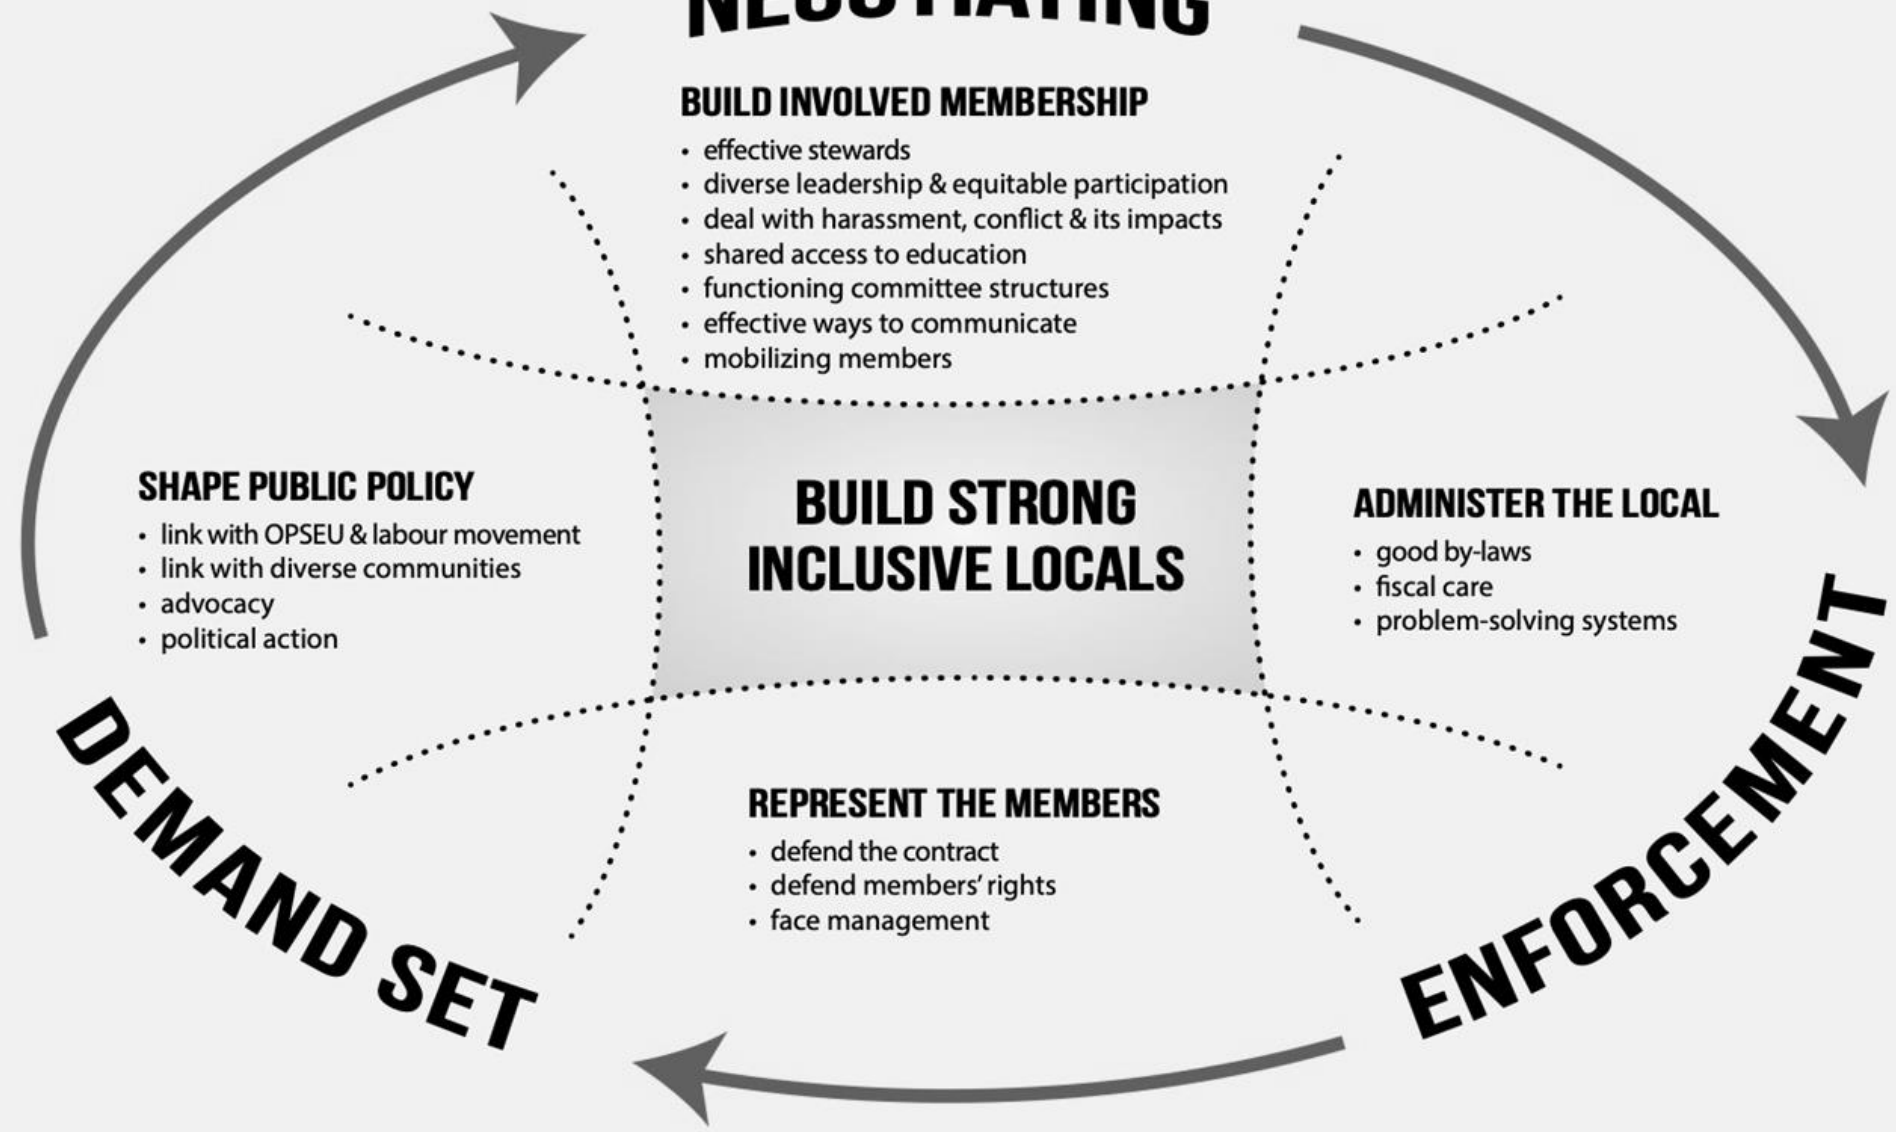 NEGOTIATING
BUILD INVOLVED MEMBERSHIP
• effective stewards
• diverse leadership & equitable participation
• deal with harassment, conflict & its impacts
• shared access to education
• functioning committee structures
• effective ways to communicate
• mobilizing members
SHAPE PUBLIC POLICY
• link with OPSEU & labour movement
• link with diverse communities
• advocacy
• political action
BUILD STRONG
INCLUSIVE LOCALS
ADMINISTER THE LOCAL
• good by-laws
• fiscal care
• problem-solving systems
REPRESENT THE MEMBERS
• defend the contract
• defend members’ rights
• face management
DEMAND SET
ENFORCEMENT